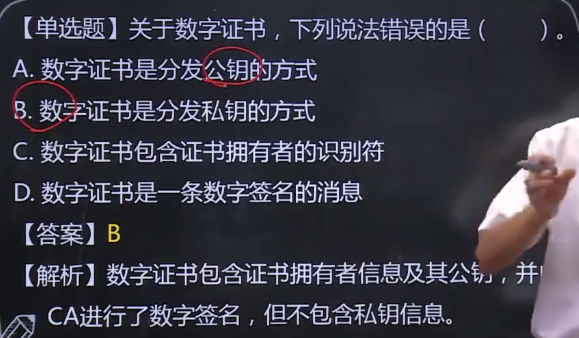 【单选题】关于数字证书，下列说法错误的是（　　）。
A. 数字证书是分发公钥的方式
B. 数字证书是分发私钥的方式
C. 数字证书包含证书拥有者的识别符
D. 数字证书是一条数字签名的消息
【答案】B
【解析】数字证书包含证书拥有者信息及其公钥，并
CA进行了数字签名，但不包含私钥信息。